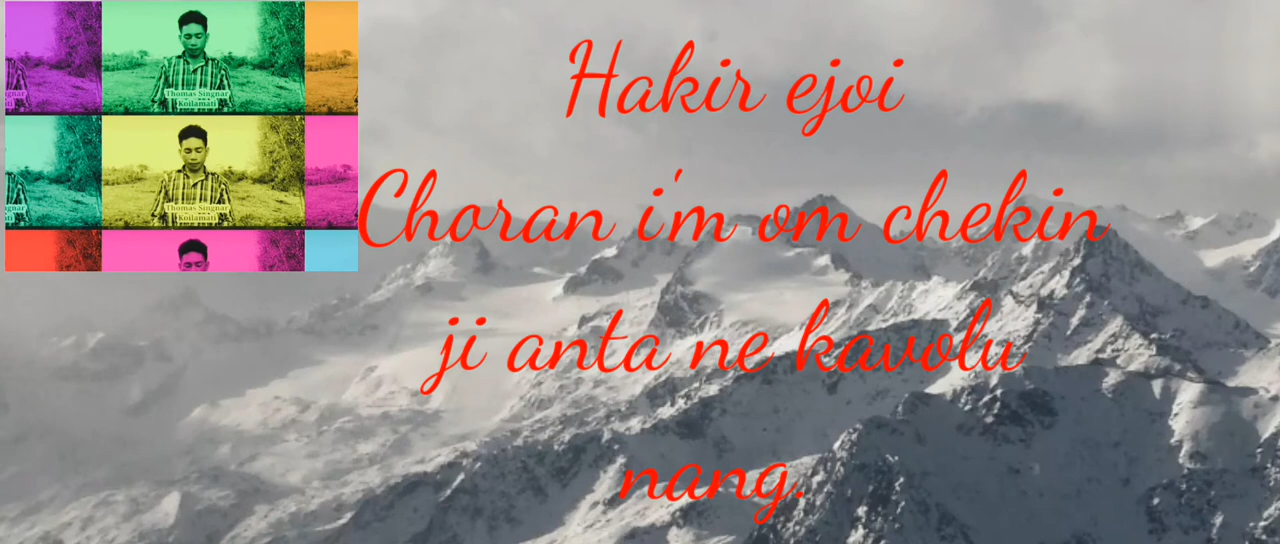 Thomas Singnar
Koilamati
Thomas Singnar
Koilamati
Hakir ejoi
Choran i'm om chekin
ji anta ne kavolu
nang.